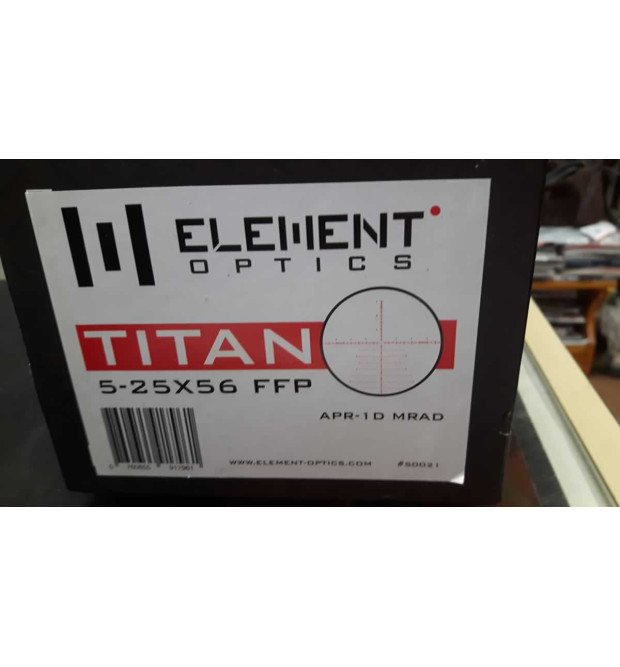 ELEMENT
OPTICS
TITAN
5-25X56 FFP
APR-1D MRAD
WWW.ELEMENT-OPTICS.COM #50021